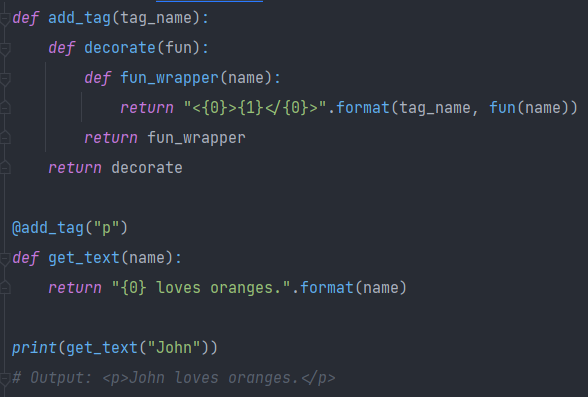 def add_tag(tag_name):
    def decorate(fun):
        def fun_wrapper(name):
            return "<{0}>{1}</{0}>".format(tag_name, fun(name))
        return fun_wrapper
    return decorate

@add_tag("p")
def get_text(name):
    return "{0} loves oranges.".format(name)

print(get_text("John"))
# Output: <p>John loves oranges.</p>